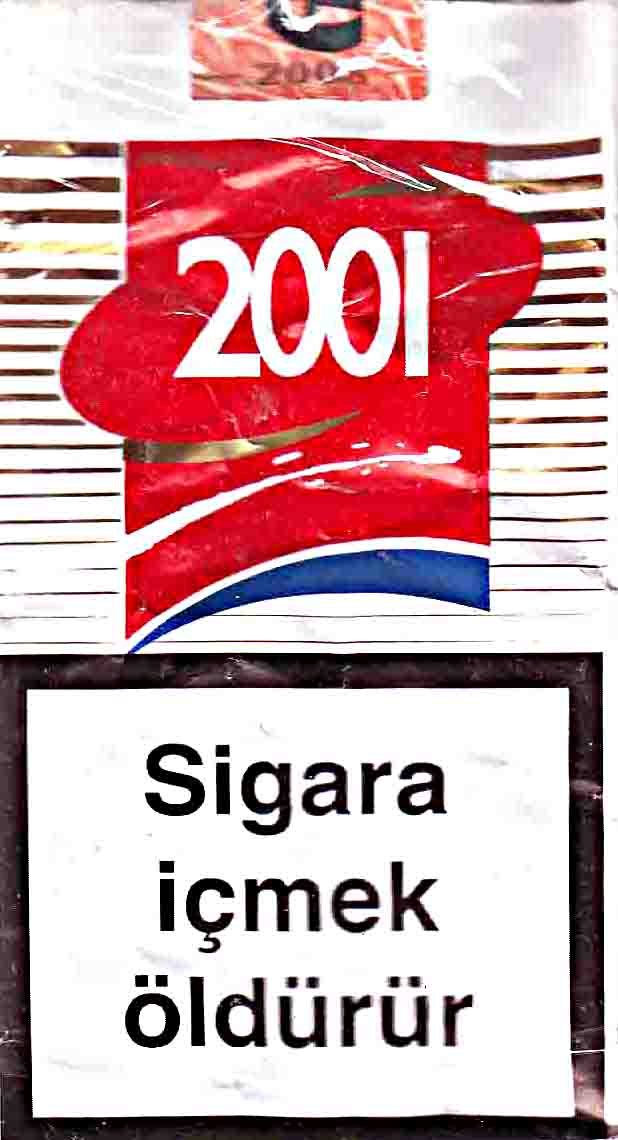 2001
Sigara
içmek
öldürür